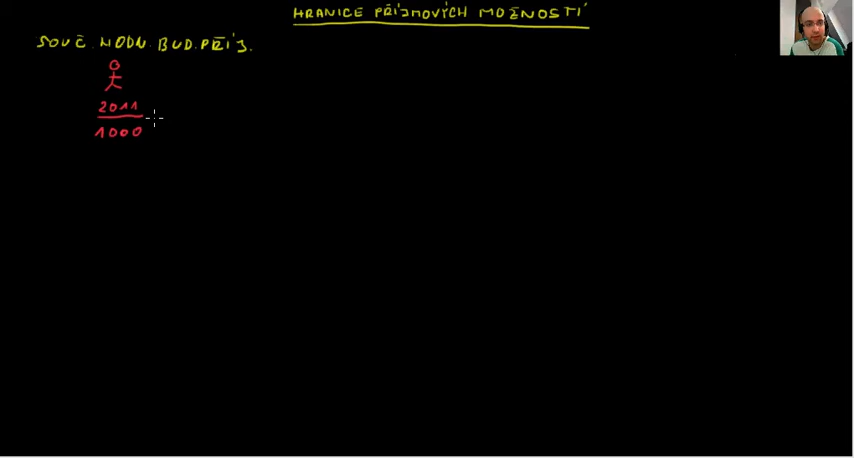 HRANICE PŘÍJMOVÝCH MOŽNOSTÍ
SOUČ. HODN. BUD. PŘÍJ.
2011
1000